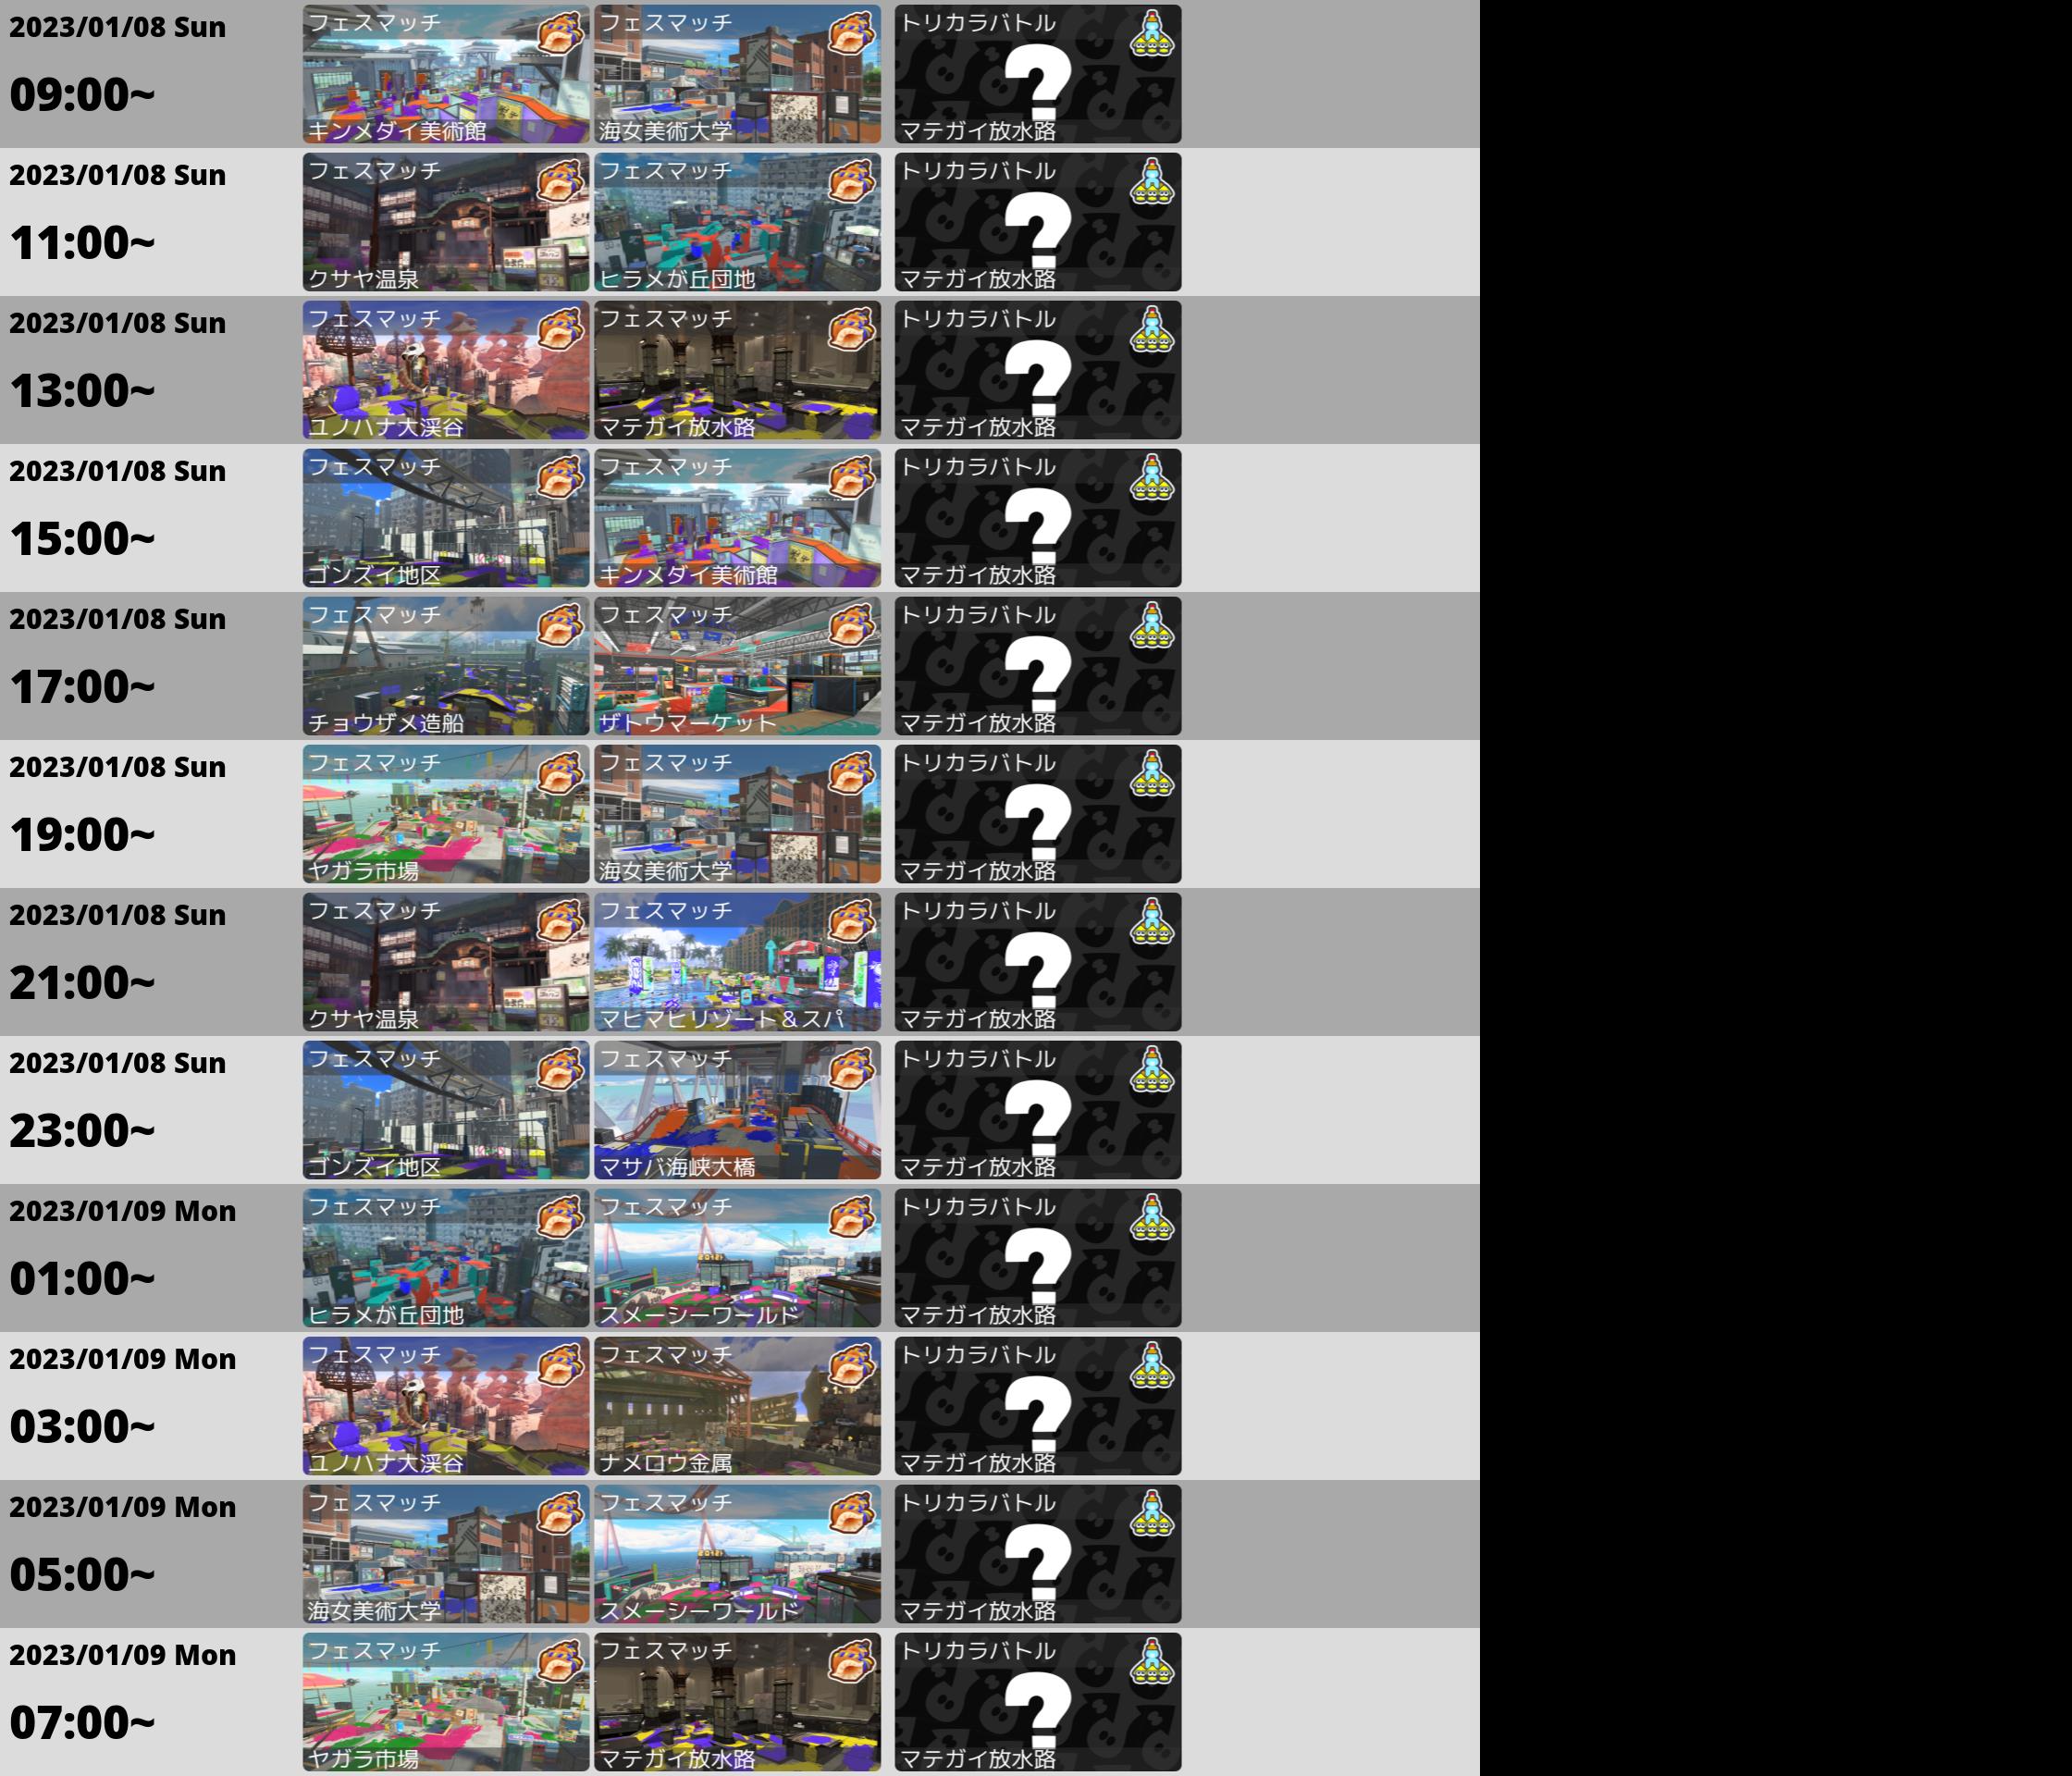 2023/01/08 Sun
09:00~
フェスマッチ
キンメダイ美術館
フェスマッチ
海女美術大学
トリカラバトル
?
マテガイ放水路
2023/01/08 Sun
11:00~
フェスマッチ
クサヤ温泉
フェスマッチ
ヒラメが丘団地
トリカラバトル
?
マテガイ放水路
2023/01/08 Sun
13:00~
フェスマッチ
ユノハナ大渓谷
フェスマッチ
マテガイ放水路
トリカラバトル
?
マテガイ放水路
2023/01/08 Sun
15:00~
フェスマッチ
ゴンズイ地区
フェスマッチ
キンメダイ美術館
トリカラバトル
?
マテガイ放水路
2023/01/08 Sun
17:00~
フェスマッチ
チョウザメ造船
フェスマッチ
ザトウマーケット
トリカラバトル
?
マテガイ放水路
2023/01/08 Sun
19:00~
フェスマッチ
ヤガラ市場
フェスマッチ
海女美術大学
トリカラバトル
?
マテガイ放水路
2023/01/08 Sun
21:00~
フェスマッチ
クサヤ温泉
フェスマッチ
マヒマヒリゾート＆スパ
トリカラバトル
?
マテガイ放水路
2023/01/08 Sun
23:00~
フェスマッチ
ゴンズイ地区
フェスマッチ
マサバ海峡大橋
トリカラバトル
?
マテガイ放水路
2023/01/09 Mon
01:00~
フェスマッチ
ヒラメが丘団地
フェスマッチ
スメーシーワールド
トリカラバトル
?
マテガイ放水路
2023/01/09 Mon
03:00~
フェスマッチ
ユノハナ大渓谷
フェスマッチ
ナメロウ金属
トリカラバトル
?
マテガイ放水路
2023/01/09 Mon
05:00~
フェスマッチ
海女美術大学
フェスマッチ
スメーシーワールド
トリカラバトル
?
マテガイ放水路
2023/01/09 Mon
07:00~
フェスマッチ
ヤガラ市場
フェスマッチ
マテガイ放水路
トリカラバトル
?
マテガイ放水路